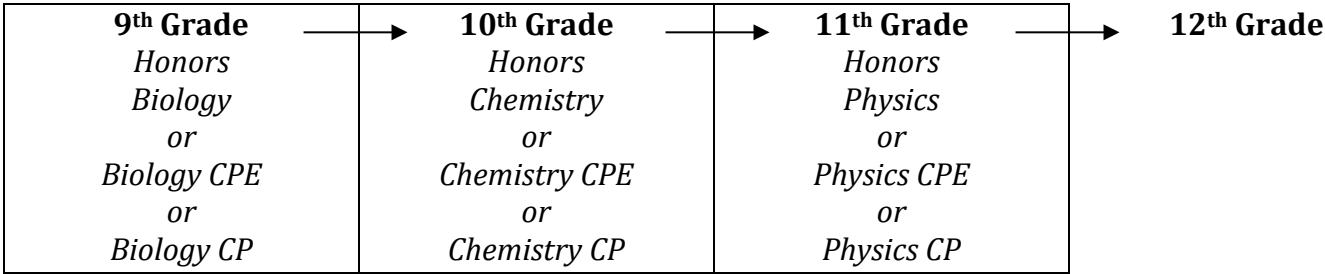 9th Grade
Honors
Biology
or
Biology CPE
or
Biology CP
10th Grade
Honors
Chemistry
or
Chemistry CPE
or
Chemistry CP
11th Grade
Honors
Physics
or
Physics CPE
or
Physics CP
12th Grade